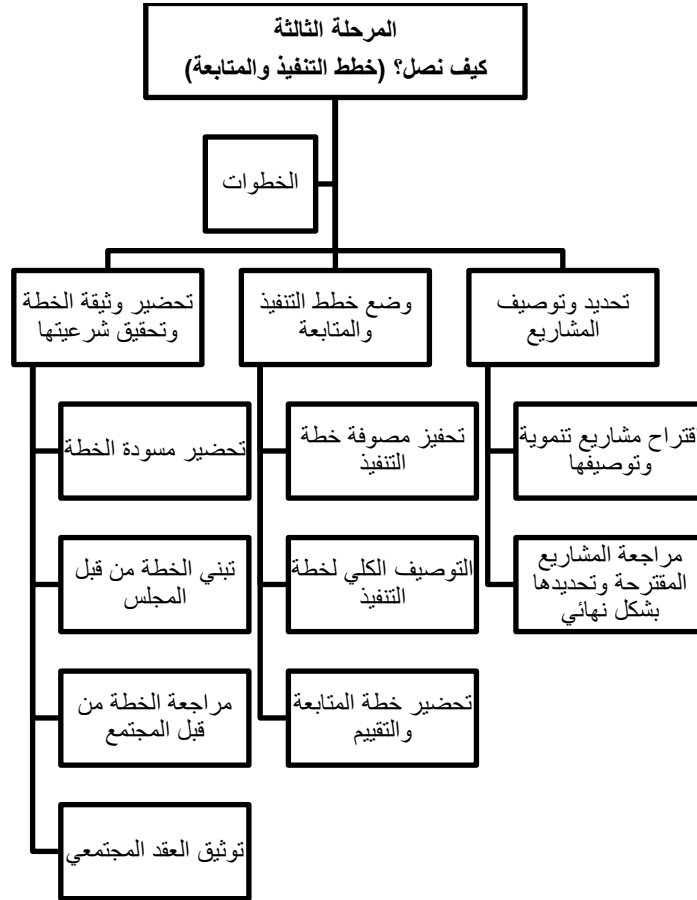 المرحلة الثالثة
كيف نصل؟ (خطط التنفيذ والمتابعة)
الخطوات
تحديد وتوصيف
المشاريع
اقتراح مشاريع تنموية
وتوصيفها
مراجعة المشاريع
المقترحة وتحديدها
بشكل نهائي
وضع خطط التنفيذ
والمتابعة
تحفيز مصوفة خطة
التنفيذ
التوصيف الكلي لخطة
التنفيذ
تحضير خطة المتابعة
والتقييم
تحضير وثيقة الخطة
وتحقيق شرعيتها
تحضير مسودة الخطة
تبني الخطة من قبل
المجلس
مراجعة الخطة من
قبل المجتمع
توثيق العقد المجتمعي